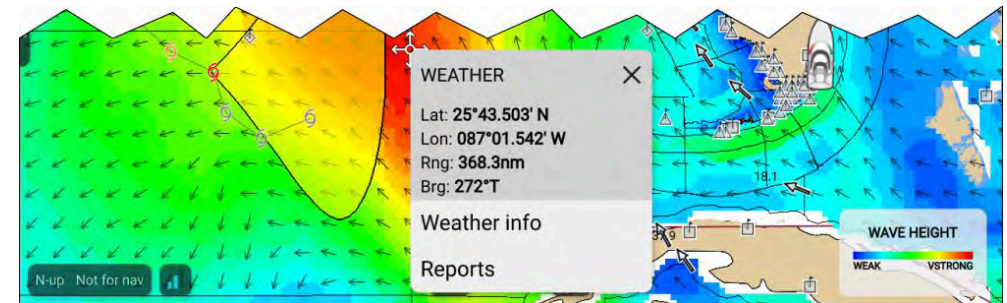 WEATHER
Lat: 25°43.503' N
Lon: 087°01.542' W
Rng: 368.3nm
Brg: 272°T
Weather info
Reports
18.1
WAVE HEIGHT
WEAK VSTRONG
N-up Not for nav